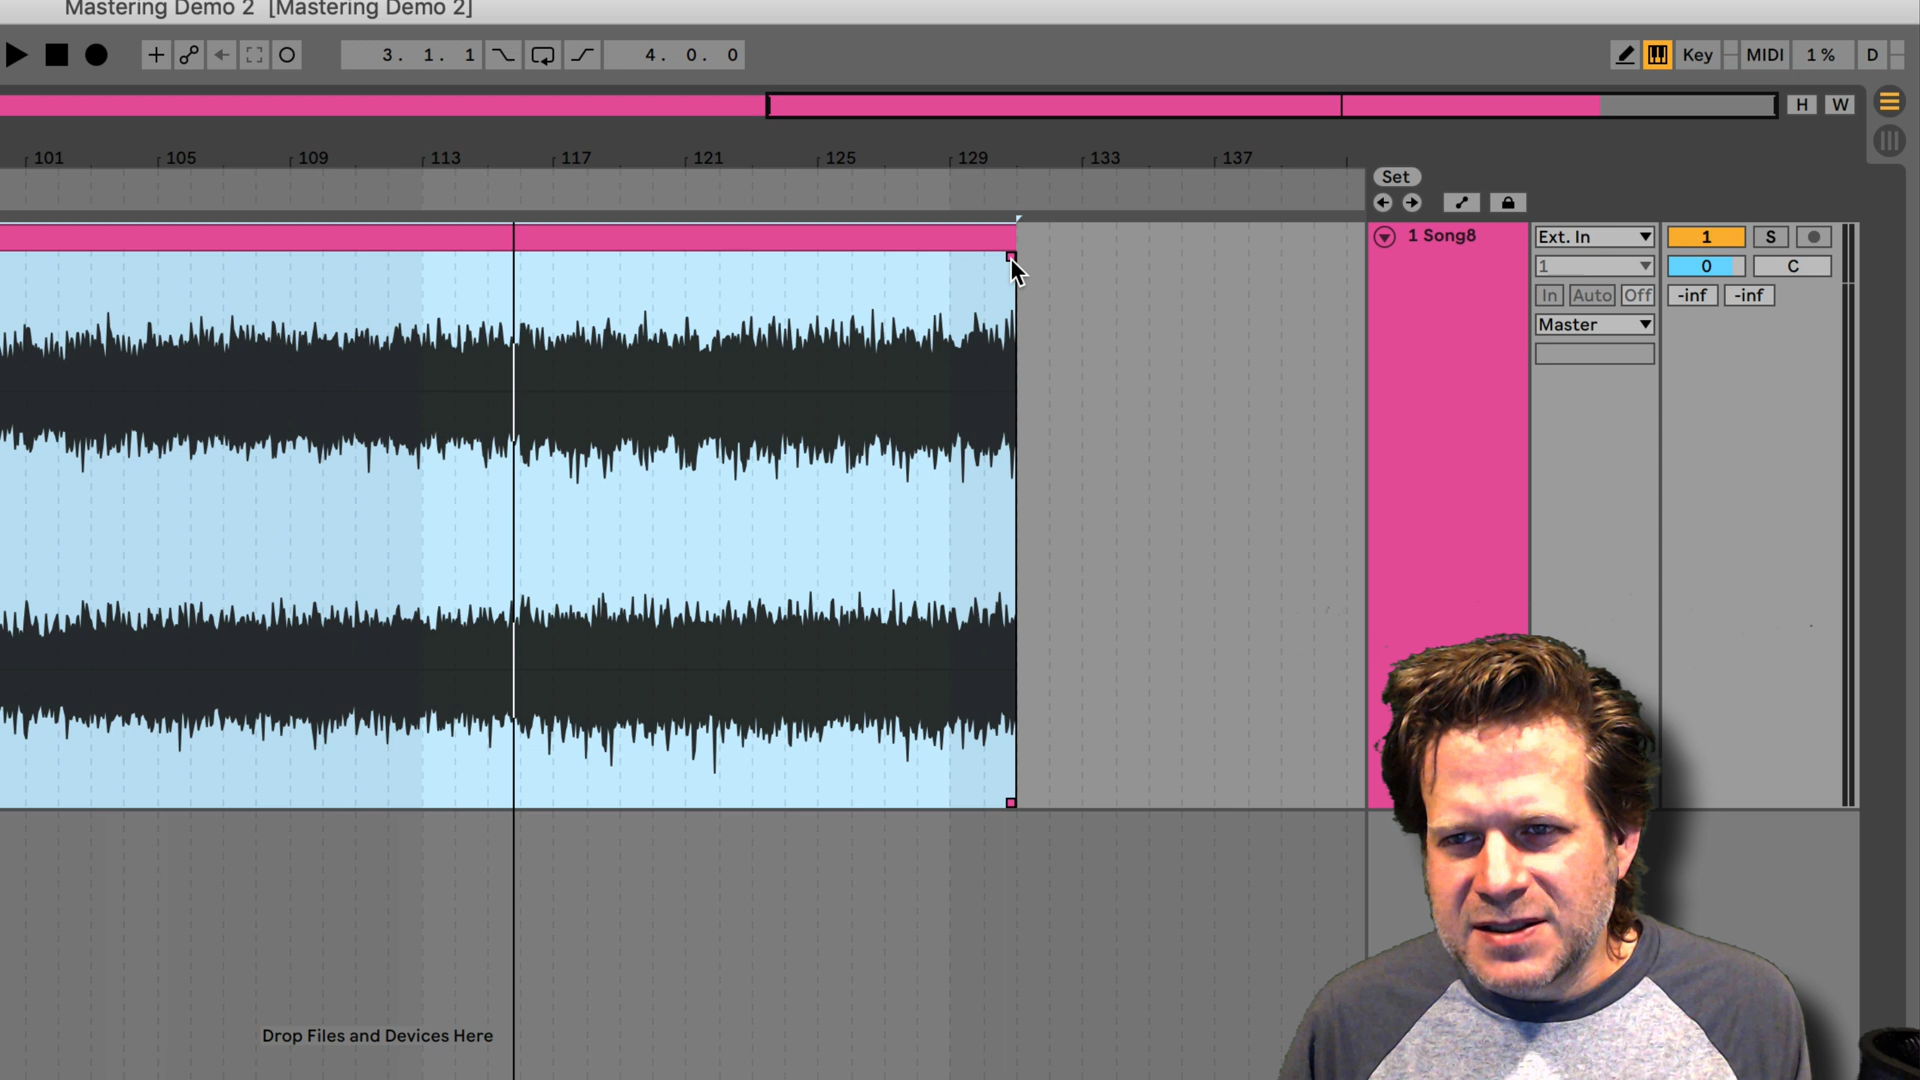 Mastering Demo 2 [Mastering Demo 2]
3. 1. 1
4. 0. 0
Key
MIDI
1 %
D
H
W
101 105 109 113 117 121 125 129 133 137
Set
1 Song8
Ext. In
1
S
1
0
C
In
Auto
Off
-inf
-inf
Master
Drop Files and Devices Here